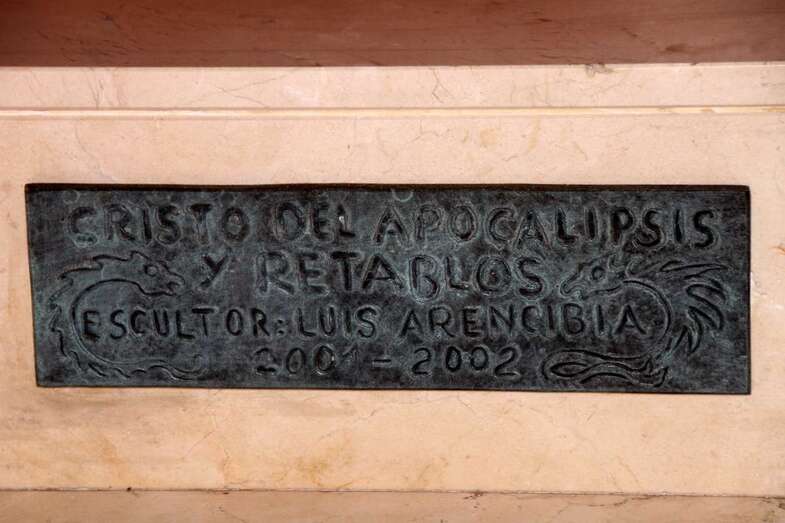 CRISTO DEL APOCALIPSIS
Y RETABLOS
ESCULTOR: LUIS ARENCIBIA
2001 - 2002